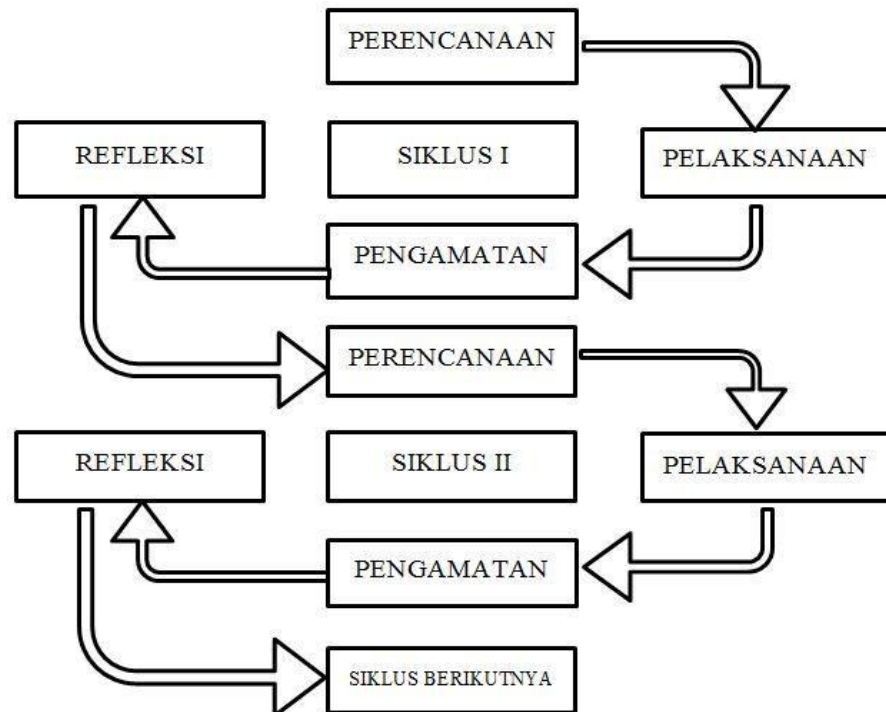 PERENCANAAN
REFLEKSI
SIKLUS I
PELAKSANAAN
PENGAMATAN
PERENCANAAN
REFLEKSI
SIKLUS II
PELAKSANAAN
PENGAMATAN
SIKLUS BERIKUTNYA